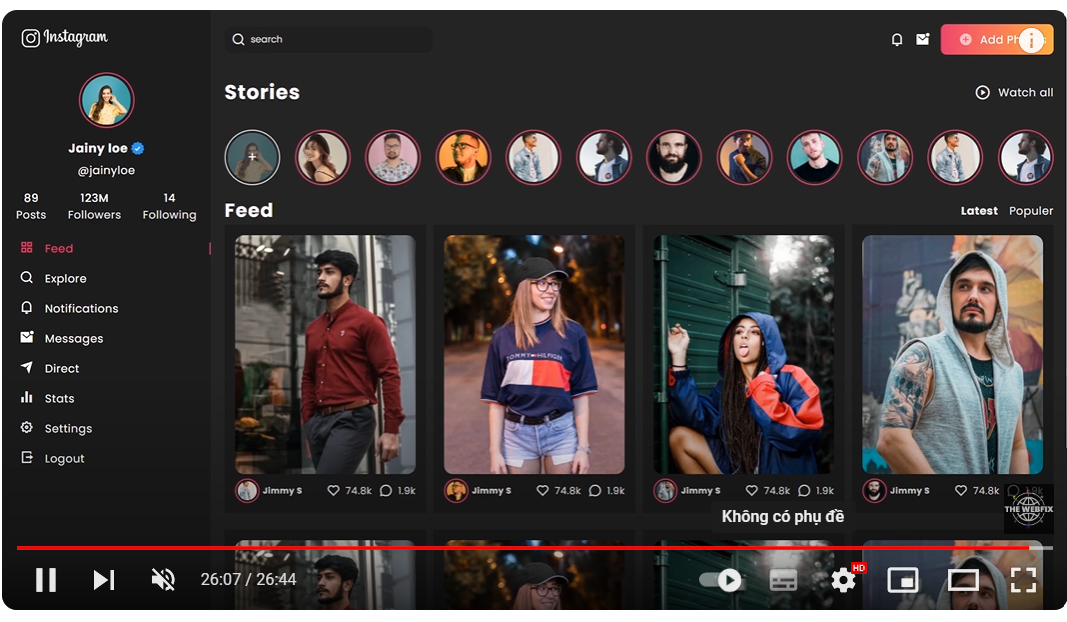 Instagram
search
Add Ph s
Stories
Watch all
Jainy loe
@jainyloe
89 123M 14
Posts Followers Following
Feed
Latest Populer
Feed
Explore
Notifications
Messages
Direct
Stats
Settings
Logout
TOMMY HILFIGER
Jimmy S 74.8k 1.9k
Jimmy S 74.8k 1.9k
Jimmy S 74.8k 1.9k
Jimmy S 74.8k 1.9k
THE WEBFIX
Không có phụ đề
26:07 / 26:44
HD